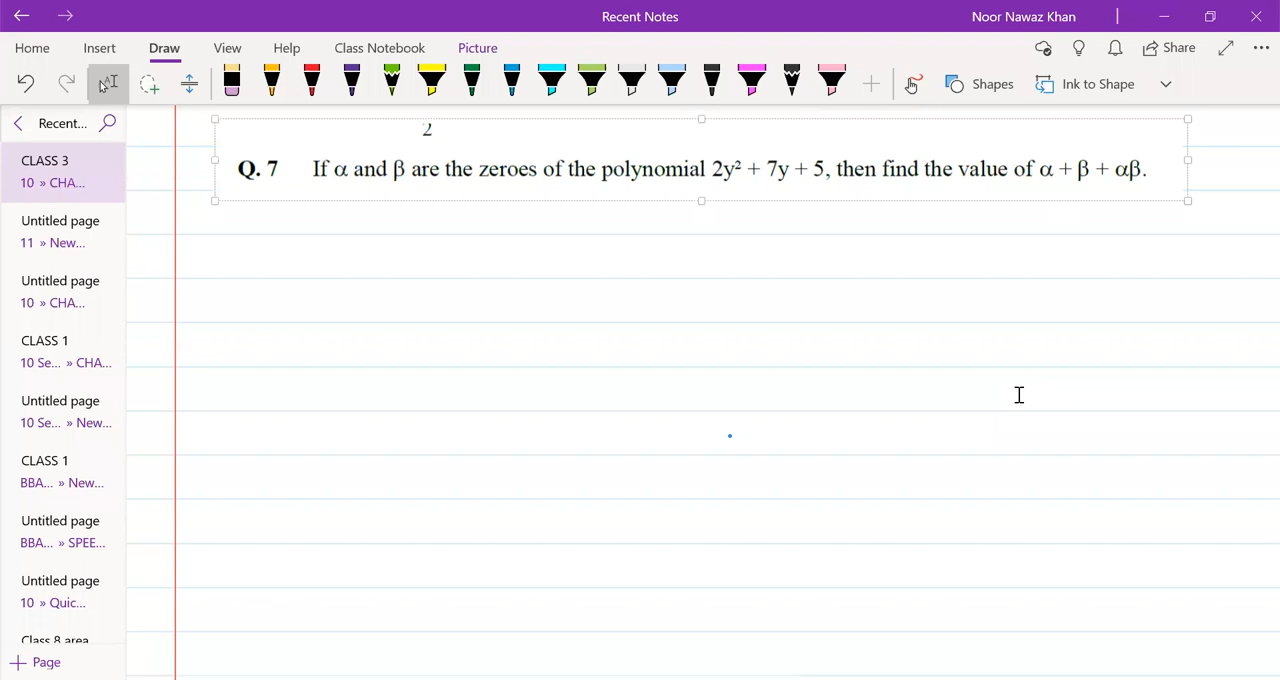 Recent Notes
Noor Nawaz Khan
Home Insert Draw View Help Class Notebook Picture
Share
Shapes
Ink to Shape
Recent...
CLASS 3
10 » CHA...
Untitled page
11 » New...
Untitled page
10 » CHA...
CLASS 1
10 Se... » CHA...
Untitled page
10 Se... » New...
CLASS 1
BBA... » New...
Untitled page
BBA... » SPEE...
Untitled page
10 » Quic...
Class 8 area
+ Page
2
Q. 7 If α and β are the zeroes of the polynomial 2y² + 7y + 5, then find the value of α + β + αβ.